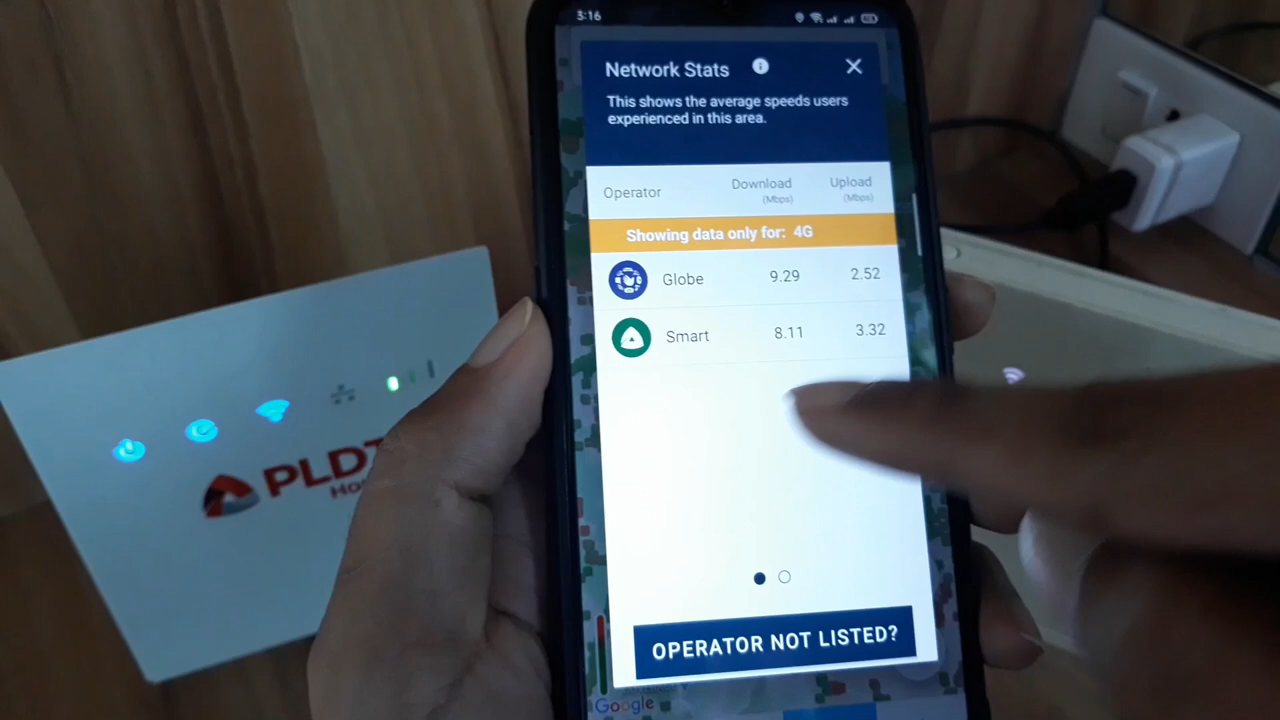 3:16
Network Stats
This shows the average speeds users
experienced in this area.
Operator Download Upload
(Mbps) (Mbps)
Showing data only for: 4G
Globe 9.29 2.52
Smart 8.11 3.32
OPERATOR NOT LISTED?
Google
PLDT